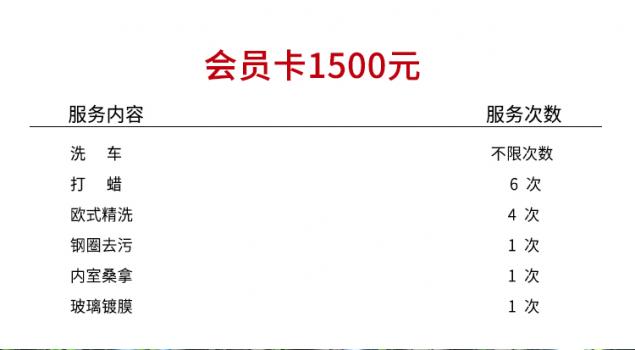 会员卡1500元
服务内容 服务次数
洗 车 不限次数
打 蜡 6 次
欧式精洗 4 次
钢圈去污 1 次
内室桑拿 1 次
玻璃镀膜 1 次